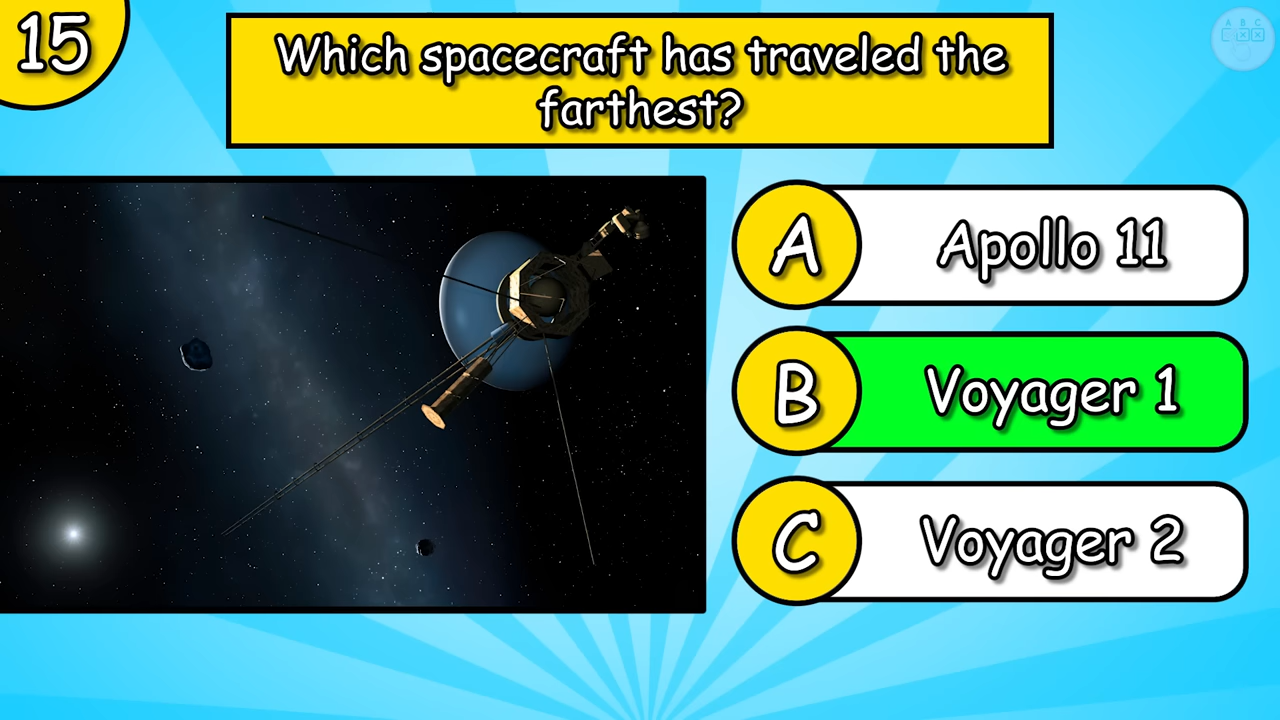 15
Which spacecraft has traveled the
farthest?
A
Apollo 11
B
Voyager 1
C
Voyager 2
A B C